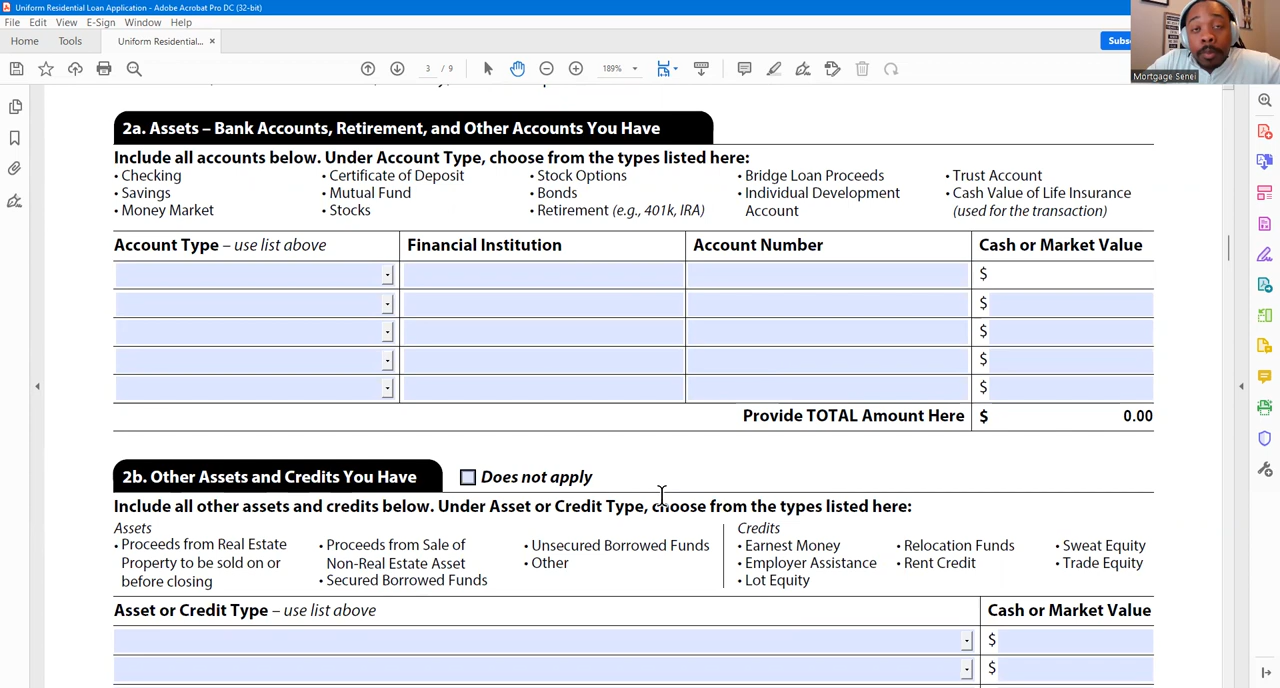 Uniform Residential Loan Application - Adobe Acrobat Pro DC (32-bit)
File Edit View E-Sign Window Help
Home Tools Uniform Residential... × Subs
3 / 9 189%
Mortgage Senei
2a. Assets – Bank Accounts, Retirement, and Other Accounts You Have
Include all accounts below. Under Account Type, choose from the types listed here:
• Checking • Certificate of Deposit • Stock Options • Bridge Loan Proceeds • Trust Account
• Savings • Mutual Fund • Bonds • Individual Development • Cash Value of Life Insurance
• Money Market • Stocks • Retirement (e.g., 401k, IRA) Account (used for the transaction)
Account Type – use list above Financial Institution Account Number Cash or Market Value
$
$
$
$
$
Provide TOTAL Amount Here $ 0.00
2b. Other Assets and Credits You Have Does not apply
Include all other assets and credits below. Under Asset or Credit Type, choose from the types listed here:
Assets Credits
• Proceeds from Real Estate • Proceeds from Sale of • Unsecured Borrowed Funds • Earnest Money • Relocation Funds • Sweat Equity
Property to be sold on or Non-Real Estate Asset • Other • Employer Assistance • Rent Credit • Trade Equity
before closing • Secured Borrowed Funds • Lot Equity
Asset or Credit Type – use list above Cash or Market Value
$
$